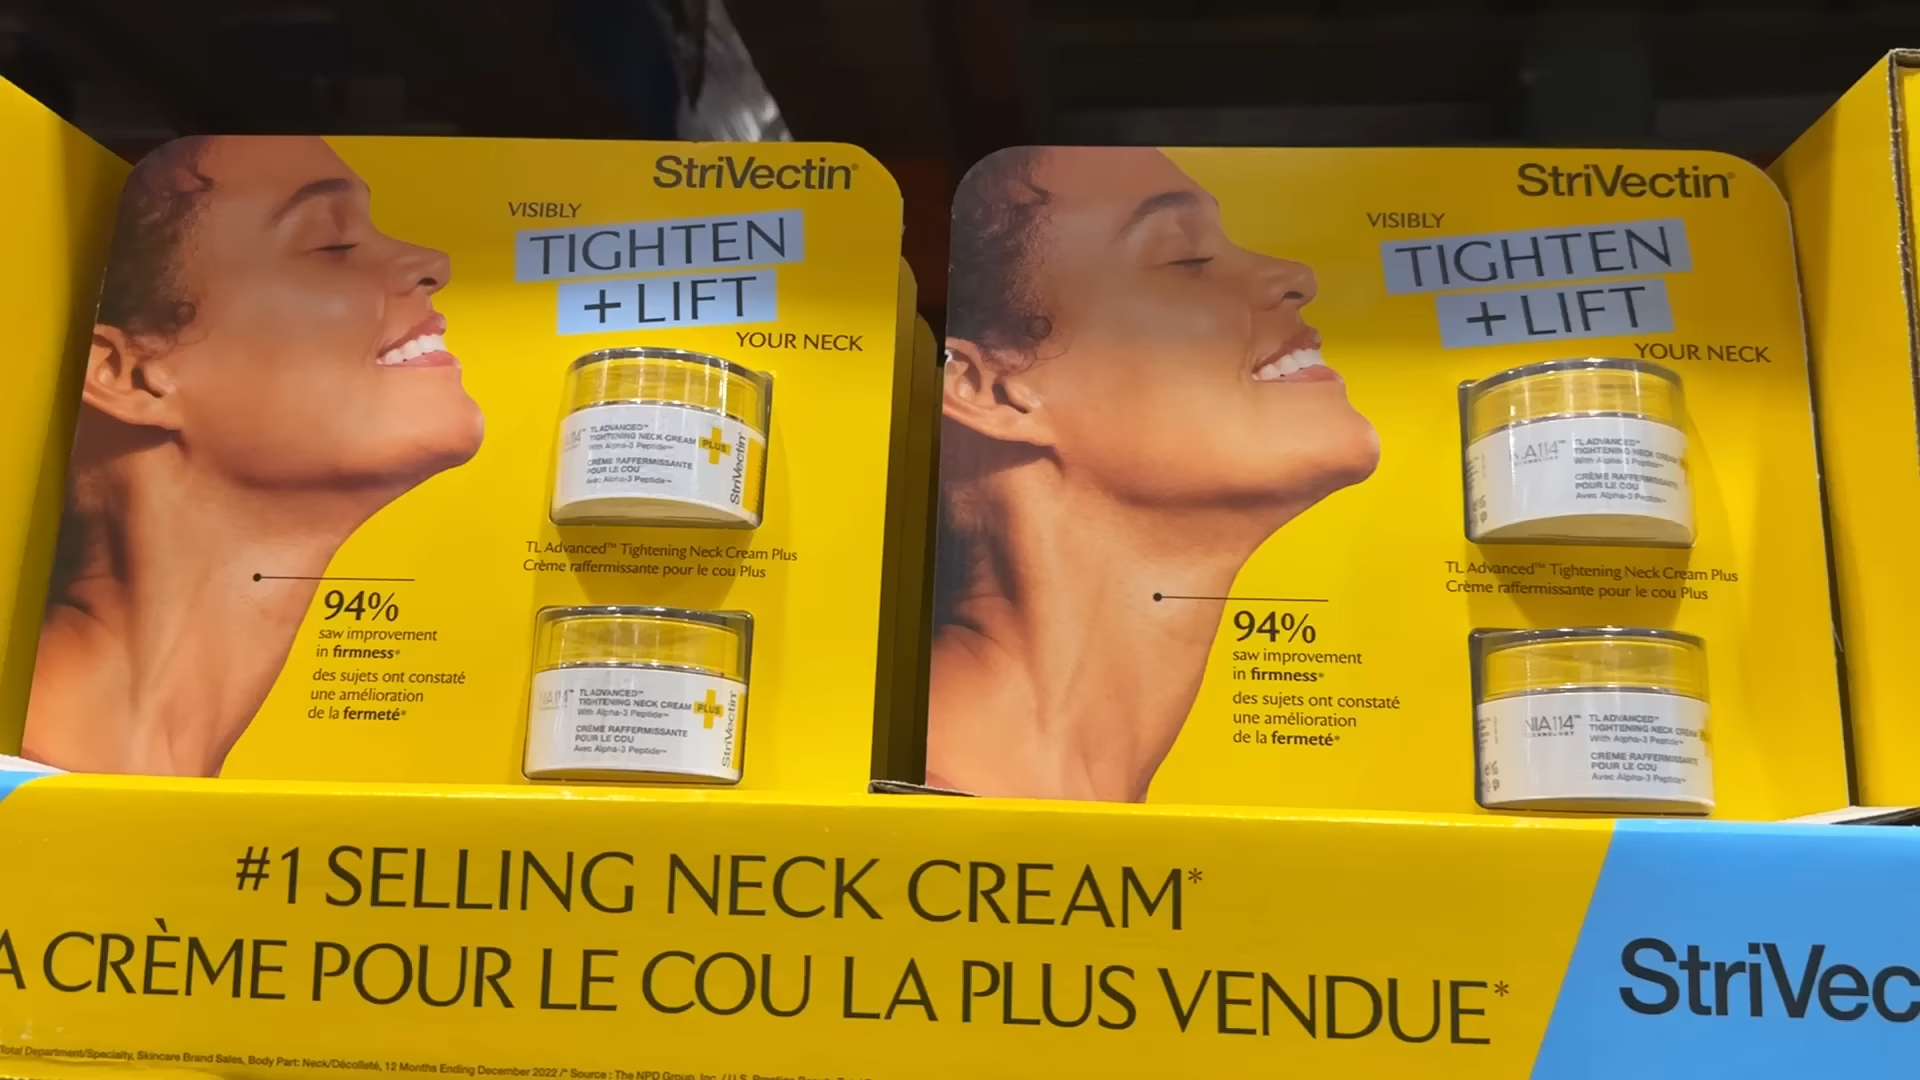 StriVectin®
VISIBLY
TIGHTEN
+ LIFT
YOUR NECK
TL ADVANCED™
TIGHTENING NECK CREAM PLUS
With Alpha-3 Peptide™
CRÈME RAFFERMISSANTE
POUR LE COU
Avec Alpha-3 Peptide™
StriVectin
TL Advanced™ Tightening Neck Cream Plus
Crème raffermissante pour le cou Plus
94%
saw improvement
in firmness*
des sujets ont constaté
une amélioration
de la fermeté*
TL ADVANCED™
TIGHTENING NECK CREAM PLUS
With Alpha-3 Peptide™
CRÈME RAFFERMISSANTE
POUR LE COU
Avec Alpha-3 Peptide™
StriVectin
StriVectin®
VISIBLY
TIGHTEN
+ LIFT
YOUR NECK
TL ADVANCED™
TIGHTENING NECK CREAM
With Alpha-3 Peptide™
CRÈME RAFFERMISSANTE
POUR LE COU
Avec Alpha-3 Peptide™
TL Advanced™ Tightening Neck Cream Plus
Crème raffermissante pour le cou Plus
94%
saw improvement
in firmness*
des sujets ont constaté
une amélioration
de la fermeté*
NIA114™
TL ADVANCED™
TIGHTENING NECK CREAM
With Alpha-3 Peptide™
CRÈME RAFFERMISSANTE
POUR LE COU
Avec Alpha-3 Peptide™
#1 SELLING NECK CREAM*
A CRÈME POUR LE COU LA PLUS VENDUE*
StriVec
Total Department/Specialty, Skincare Brand Sales, Body Part: Neck/Décolleté, 12 Months Ending December 2022 /* Source : The NPD Group, Inc. / U.S.